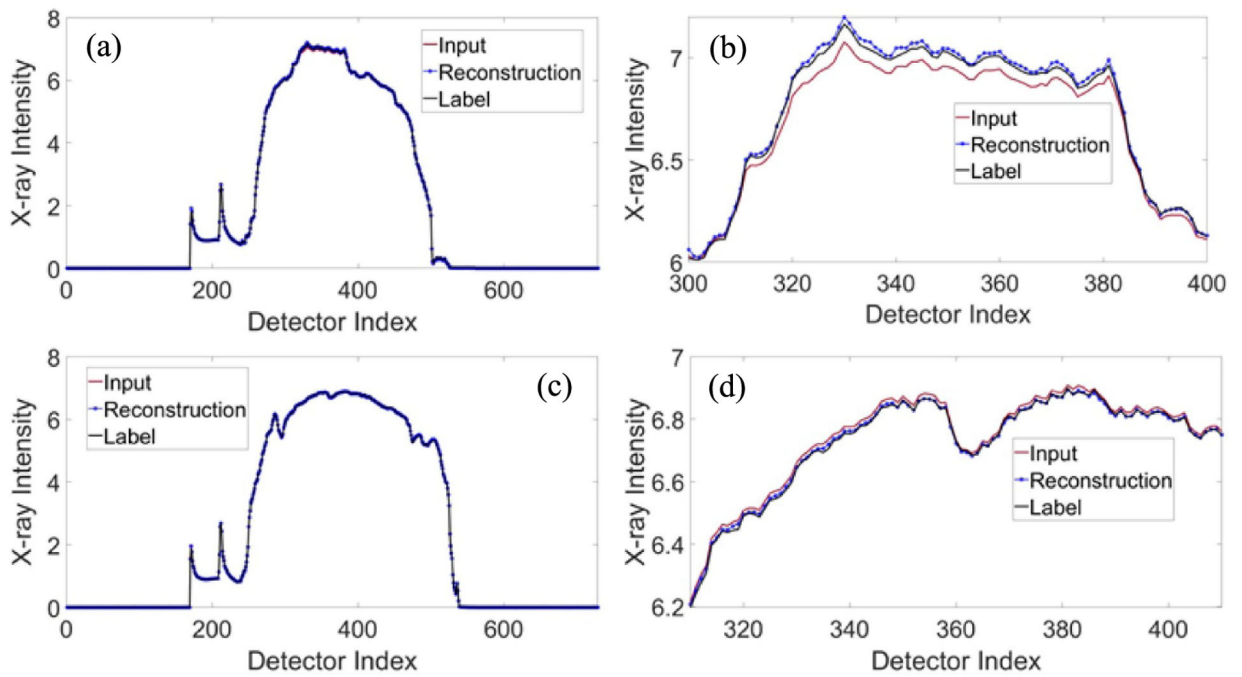 (a)
X-ray Intensity
8
6
4
2
0
0 200 400 600
Detector Index
Input
Reconstruction
Label
(b)
X-ray Intensity
7
6.5
6
300 320 340 360 380 400
Detector Index
Input
Reconstruction
Label
(c)
X-ray Intensity
8
6
4
2
0
0 200 400 600
Detector Index
Input
Reconstruction
Label
(d)
X-ray Intensity
7
6.8
6.6
6.4
6.2
320 340 360 380 400
Detector Index
Input
Reconstruction
Label